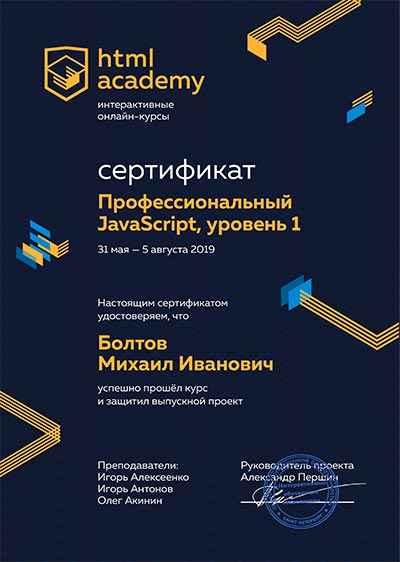 html
academy
интерактивные
онлайн-курсы
сертификат
Профессиональный
JavaScript, уровень 1
31 мая — 5 августа 2019
Настоящим сертификатом
удостоверяем, что
Болтов
Михаил Иванович
успешно прошёл курс
и защитил выпускной проект
Преподаватели:
Игорь Алексеенко
Игорь Антонов
Олег Акинин
Руководитель проекта
Александр Першин